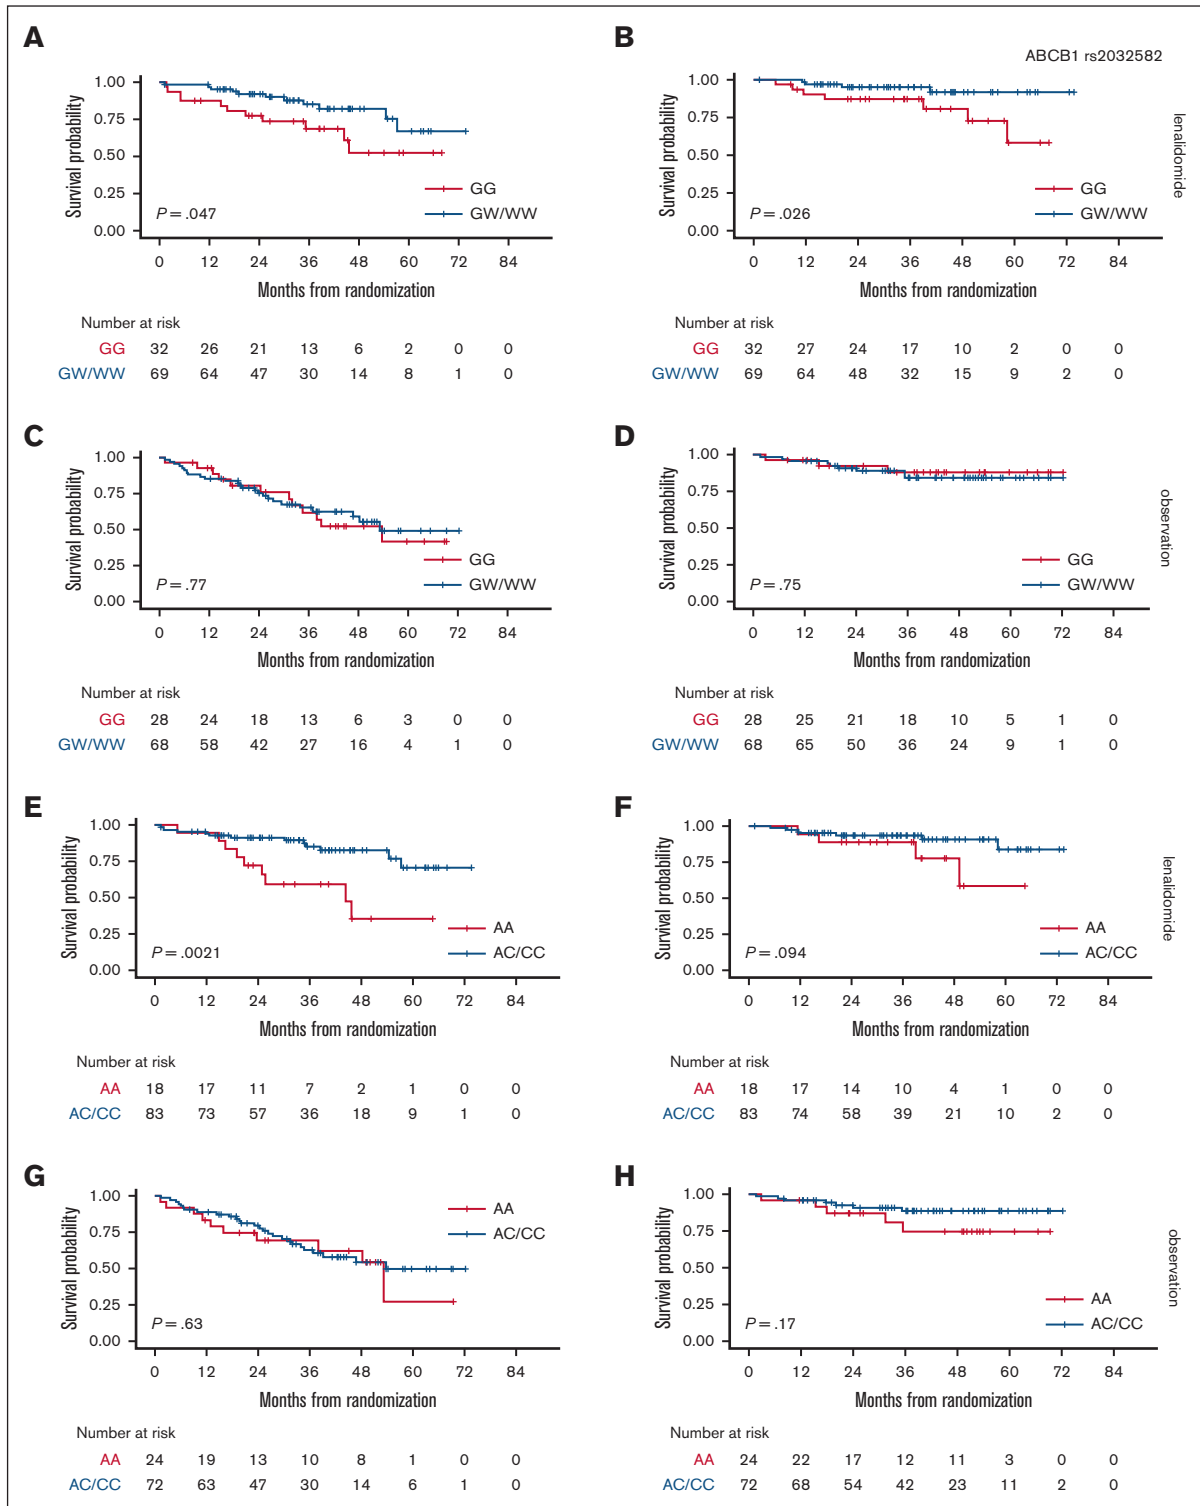 A
1.00
0.75
0.50
0.25
0.00
Survival probability
GG
GW/WW
P = .047
0 12 24 36 48 60 72 84
Months from randomization
Number at risk
GG 32 26 21 13 6 2 0 0
GW/WW 69 64 47 30 14 8 1 0
B
ABCB1 rs2032582
lenalidomide
1.00
0.75
0.50
0.25
0.00
Survival probability
GG
GW/WW
P = .026
0 12 24 36 48 60 72 84
Months from randomization
Number at risk
GG 32 27 24 17 10 2 0 0
GW/WW 69 64 48 32 15 9 2 0
C
1.00
0.75
0.50
0.25
0.00
Survival probability
GG
GW/WW
P = .77
0 12 24 36 48 60 72 84
Months from randomization
Number at risk
GG 28 24 18 13 6 3 0 0
GW/WW 68 58 42 27 16 4 1 0
D
observation
1.00
0.75
0.50
0.25
0.00
Survival probability
GG
GW/WW
P = .75
0 12 24 36 48 60 72 84
Months from randomization
Number at risk
GG 28 25 21 18 10 5 1 0
GW/WW 68 65 50 36 24 9 1 0
E
1.00
0.75
0.50
0.25
0.00
Survival probability
AA
AC/CC
P = .0021
0 12 24 36 48 60 72 84
Months from randomization
Number at risk
AA 18 17 11 7 2 1 0 0
AC/CC 83 73 57 36 18 9 1 0
F
lenalidomide
1.00
0.75
0.50
0.25
0.00
Survival probability
AA
AC/CC
P = .094
0 12 24 36 48 60 72 84
Months from randomization
Number at risk
AA 18 17 14 10 4 1 0 0
AC/CC 83 74 58 39 21 10 2 0
G
1.00
0.75
0.50
0.25
0.00
Survival probability
AA
AC/CC
P = .63
0 12 24 36 48 60 72 84
Months from randomization
Number at risk
AA 24 19 13 10 8 1 0 0
AC/CC 72 63 47 30 14 6 1 0
H
observation
1.00
0.75
0.50
0.25
0.00
Survival probability
AA
AC/CC
P = .17
0 12 24 36 48 60 72 84
Months from randomization
Number at risk
AA 24 22 17 12 11 3 0 0
AC/CC 72 68 54 42 23 11 2 0